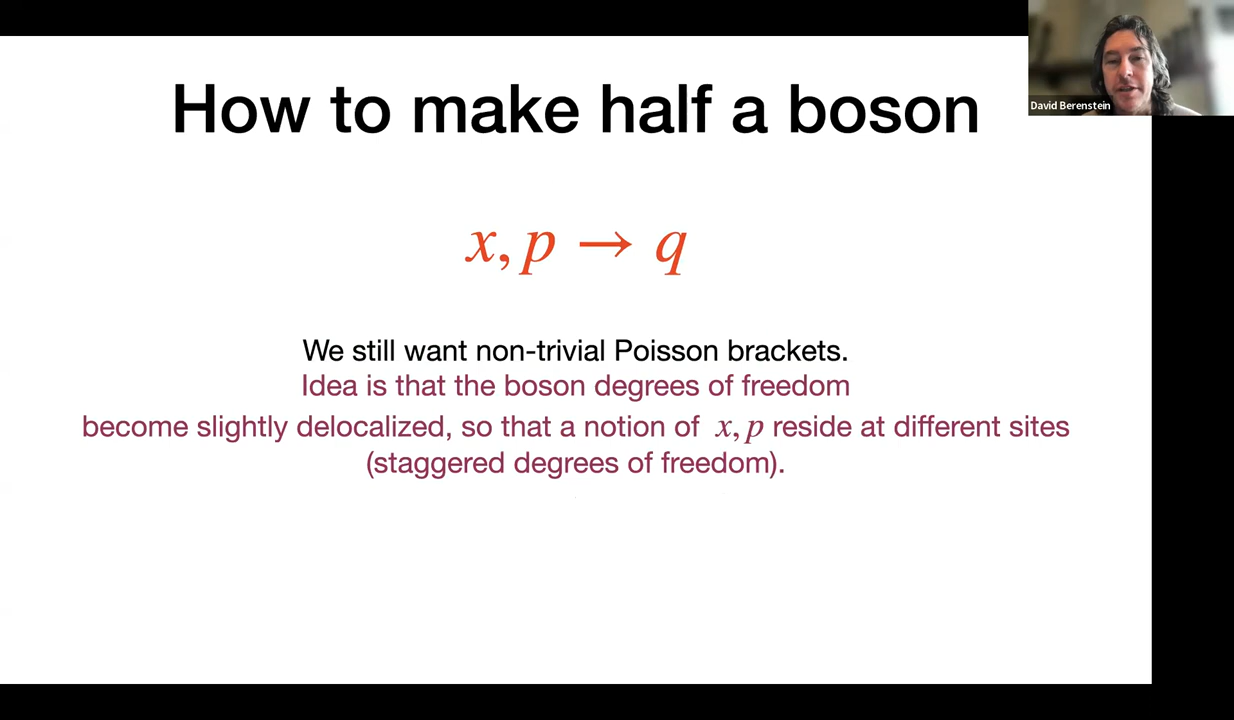 How to make half a boson
David Berenstein
x, p → q
We still want non-trivial Poisson brackets.
Idea is that the boson degrees of freedom
become slightly delocalized, so that a notion of x, p reside at different sites
(staggered degrees of freedom).